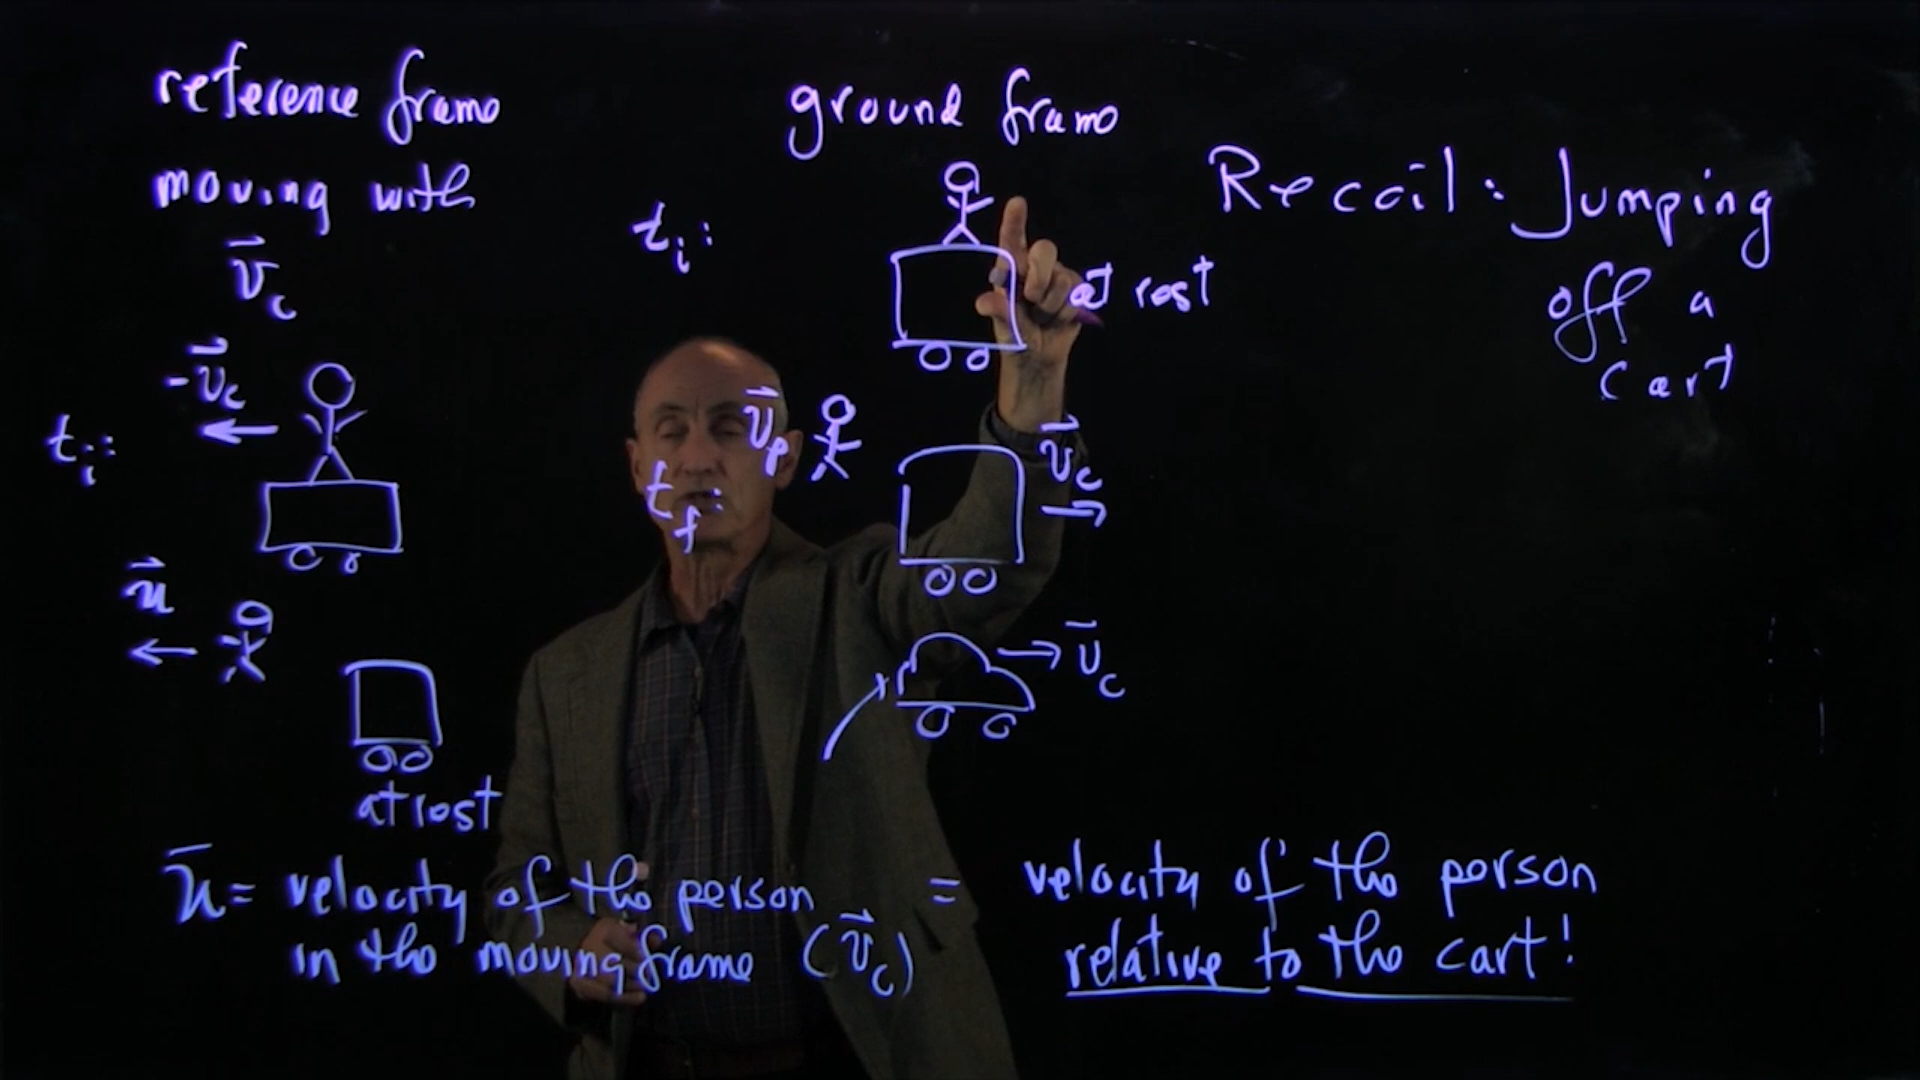 reference frame
moving with
v⃗c
-v⃗c
ti:
u⃗
at rest
ground frame
ti:
at rest
v⃗p
tf:
v⃗c
v̅c
Recoil: Jumping
off a
cart
u̅ = velocity of the person
in the moving frame (v⃗c)
= velocity of the person
relative to the cart!